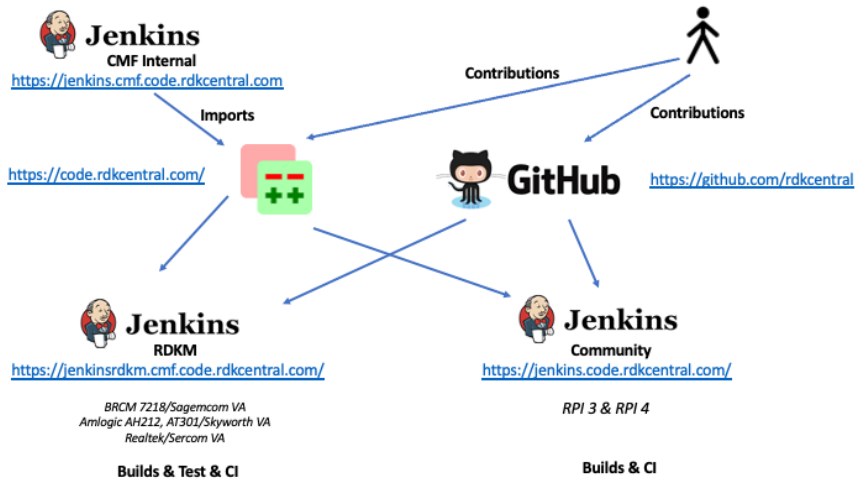 Jenkins
CMF Internal
https://jenkins.cmf.code.rdkcentral.com
Contributions
Imports
Contributions
https://code.rdkcentral.com/
GitHub
https://github.com/rdkcentral
Jenkins
RDKM
https://jenkinsrdkm.cmf.code.rdkcentral.com/
BRCM 7218/Sagemcom VA
Amlogic AH212, AT301/Skyworth VA
Realtek/Sercom VA
Builds & Test & CI
Jenkins
Community
https://jenkins.code.rdkcentral.com/
RPI 3 & RPI 4
Builds & CI